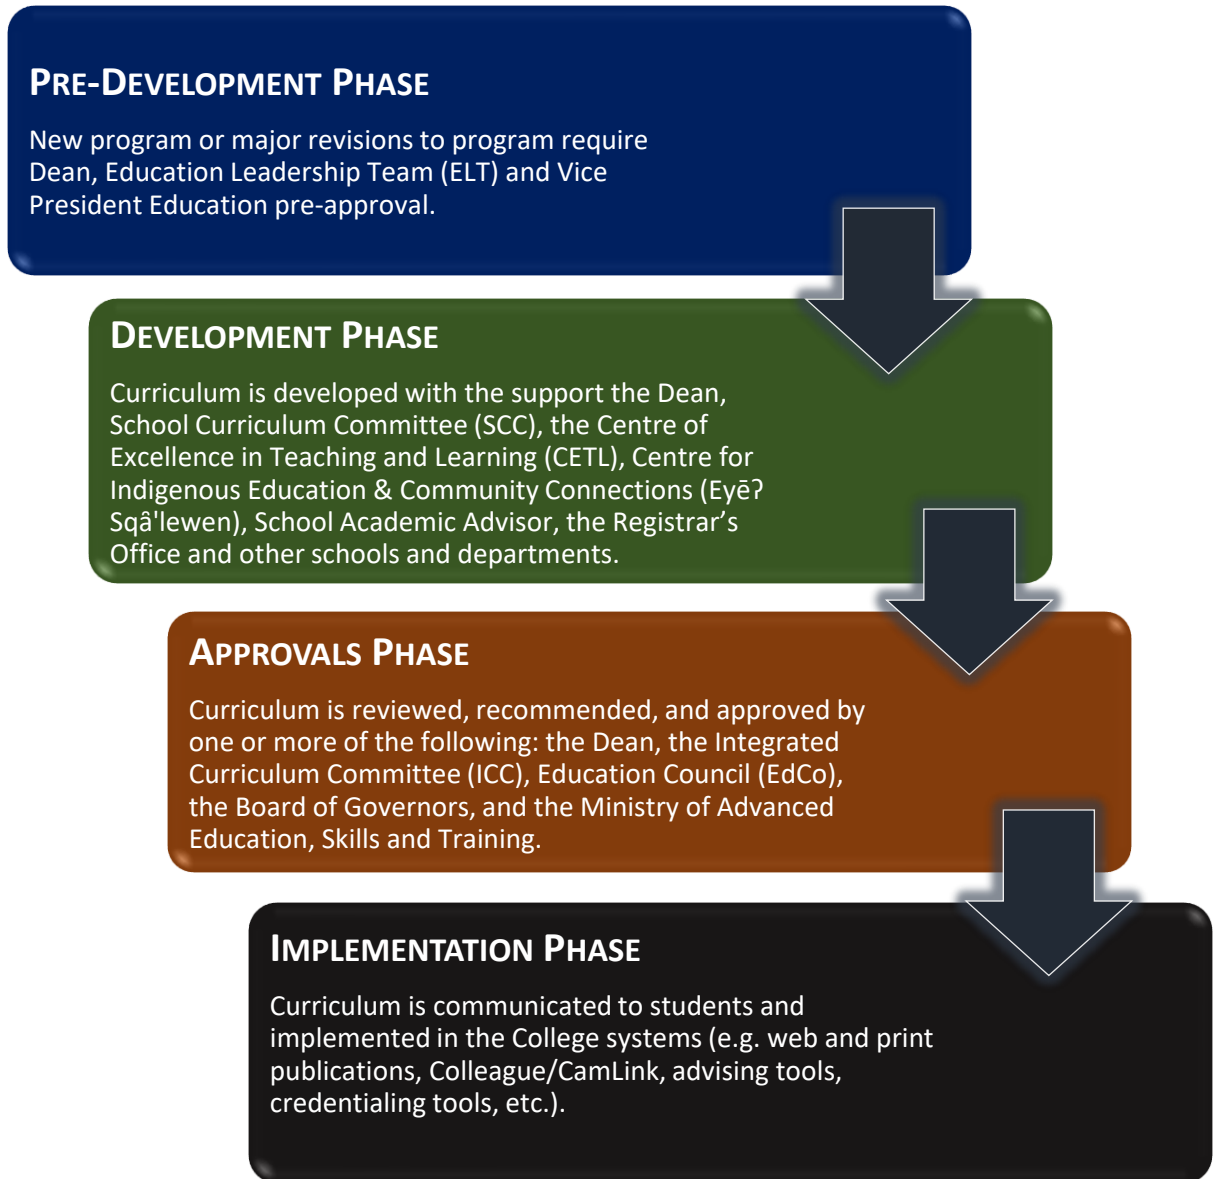 PRE-DEVELOPMENT PHASE
New program or major revisions to program require
Dean, Education Leadership Team (ELT) and Vice
President Education pre-approval.
DEVELOPMENT PHASE
Curriculum is developed with the support the Dean,
School Curriculum Committee (SCC), the Centre of
Excellence in Teaching and Learning (CETL), Centre for
Indigenous Education & Community Connections (Eyēʔ
Sqȃ'lewen), School Academic Advisor, the Registrar’s
Office and other schools and departments.
APPROVALS PHASE
Curriculum is reviewed, recommended, and approved by
one or more of the following: the Dean, the Integrated
Curriculum Committee (ICC), Education Council (EdCo),
the Board of Governors, and the Ministry of Advanced
Education, Skills and Training.
IMPLEMENTATION PHASE
Curriculum is communicated to students and
implemented in the College systems (e.g. web and print
publications, Colleague/CamLink, advising tools,
credentialing tools, etc.).